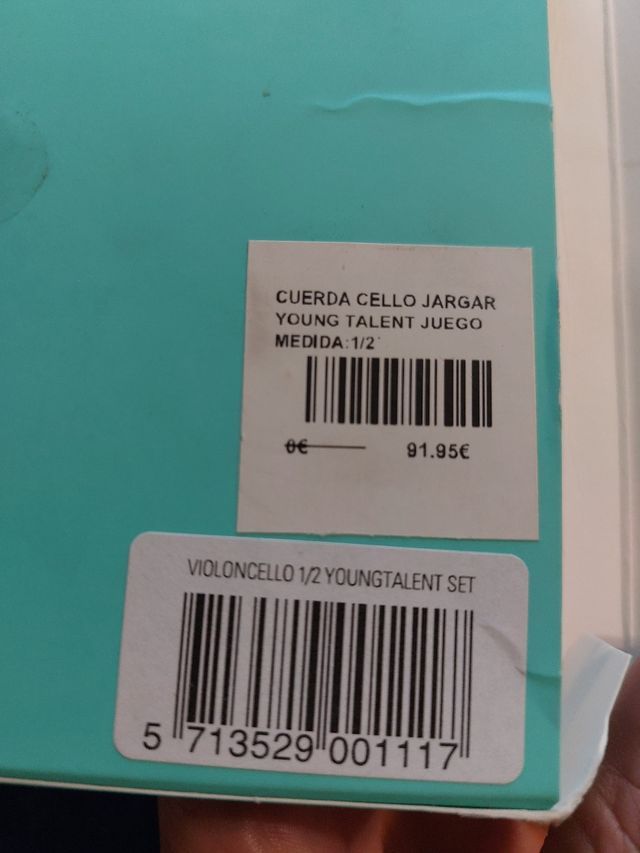 CUERDA CELLO JARGAR
YOUNG TALENT JUEGO
MEDIDA:1/2
0€ 91.95€
VIOLONCELLO 1/2 YOUNGTALENT SET
5 713529 001117